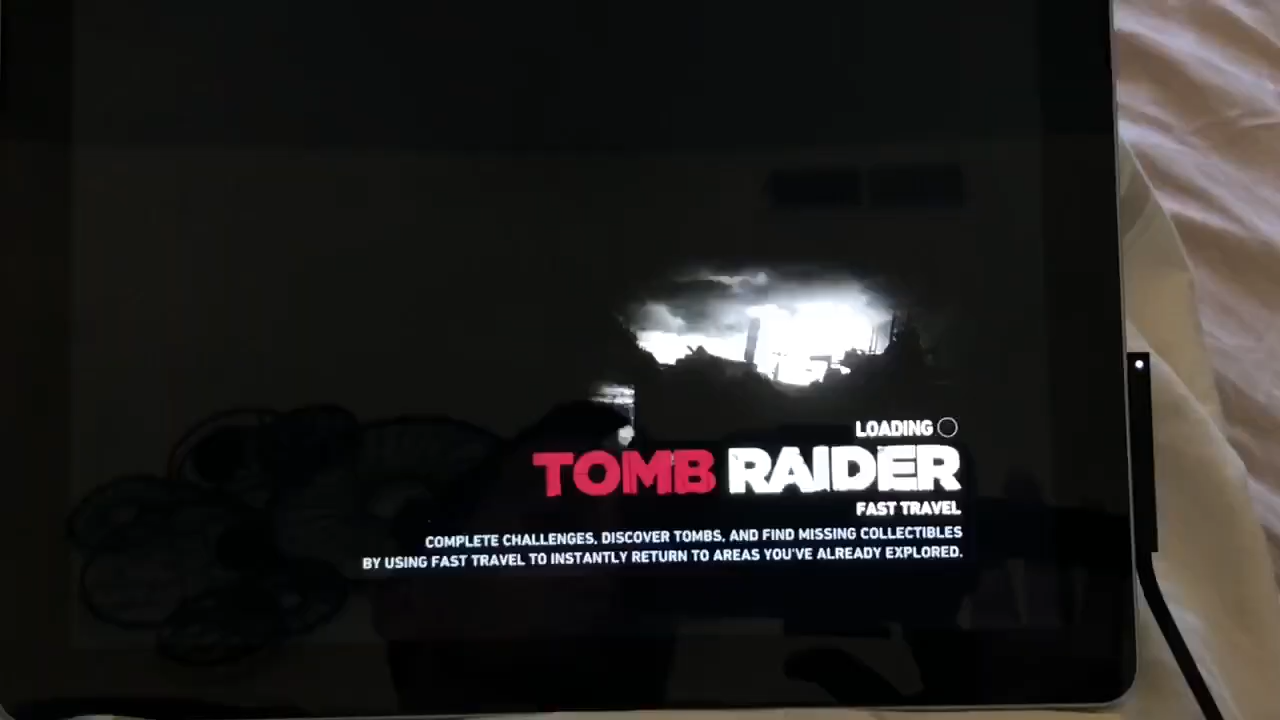 LOADING
TOMB RAIDER
FAST TRAVEL
COMPLETE CHALLENGES, DISCOVER TOMBS, AND FIND MISSING COLLECTIBLES
BY USING FAST TRAVEL TO INSTANTLY RETURN TO AREAS YOU'VE ALREADY EXPLORED.